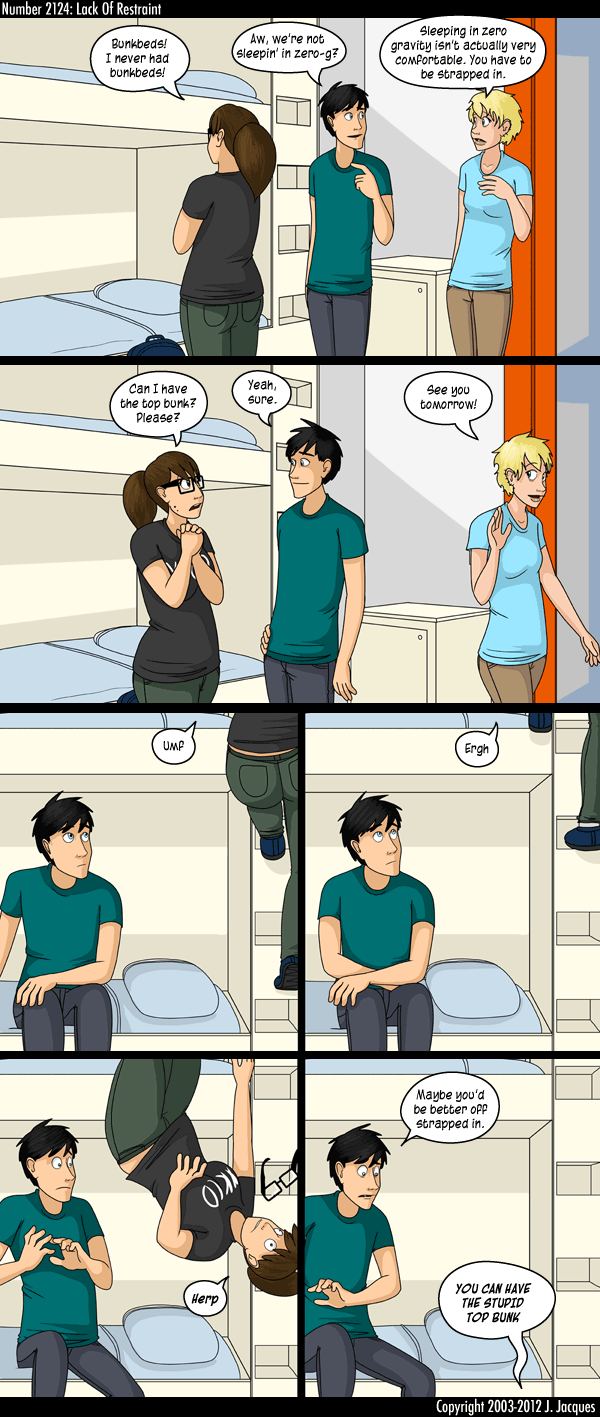 Number 2124: Lack Of Restraint
Bunkbeds!
I never had
bunkbeds!
Aw, we're not
sleepin' in zero-g?
Sleeping in zero
gravity isn't actually very
comfortable. You have to
be strapped in.
Can I have
the top bunk?
Please?
Yeah,
sure.
See you
tomorrow!
Umf
Ergh
Herp
Maybe you'd
be better off
strapped in.
YOU CAN HAVE
THE STUPID
TOP BUNK
Copyright 2003-2012 J. Jacques